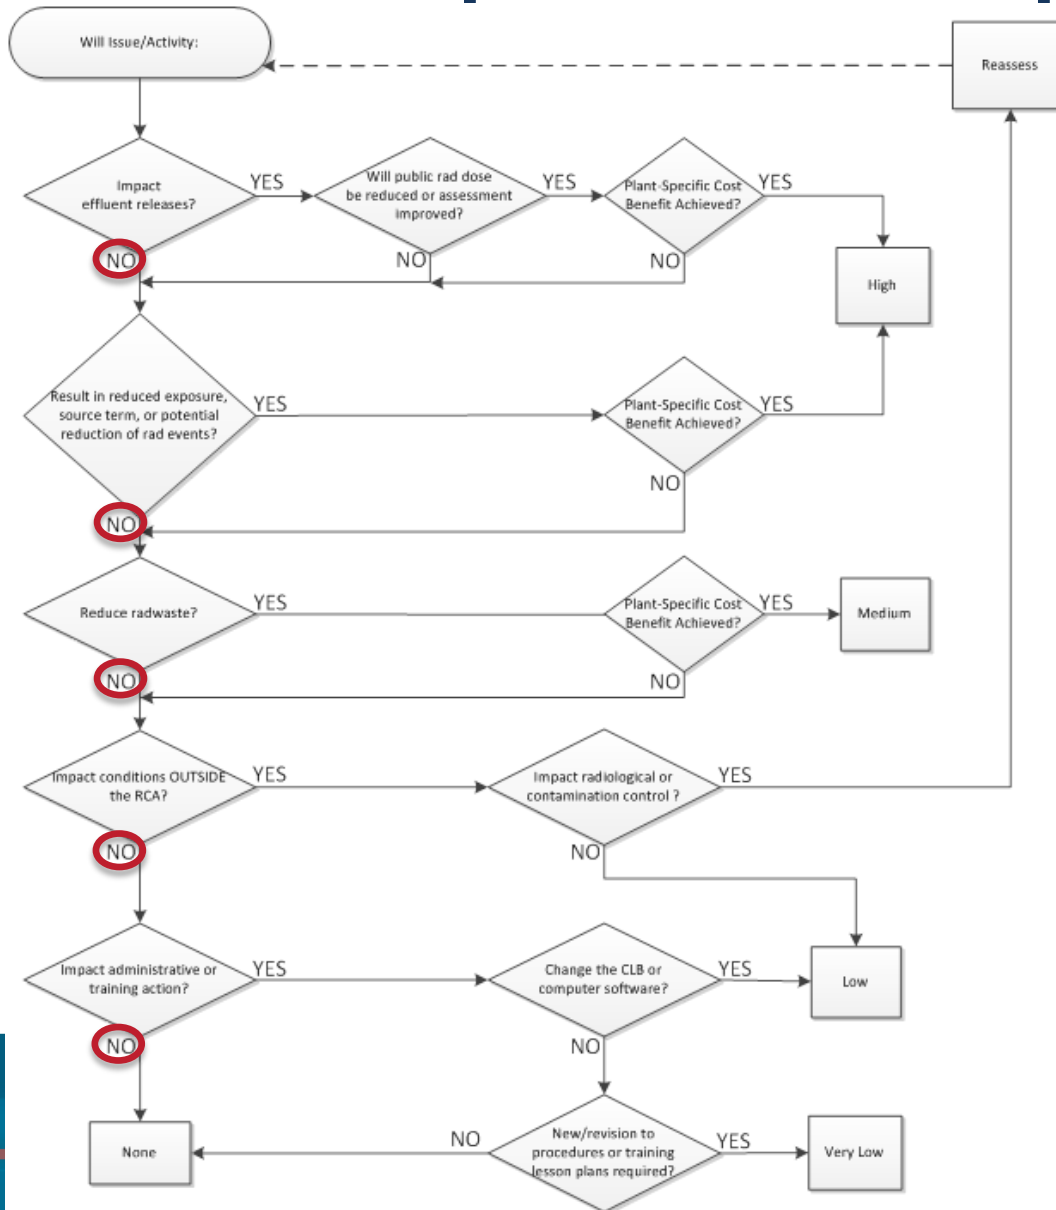 Will Issue/Activity:
Reassess
Impact
effluent releases?
YES
Will public rad dose
be reduced or assessment
improved?
YES
Plant-Specific Cost
Benefit Achieved?
YES
NO
NO
NO
High
Result in reduced exposure,
source term, or potential
reduction of rad events?
YES
Plant-Specific Cost
Benefit Achieved?
YES
NO
NO
Reduce radwaste?
YES
Plant-Specific Cost
Benefit Achieved?
YES
Medium
NO
NO
Impact conditions OUTSIDE
the RCA?
YES
Impact radiological or
contamination control ?
YES
NO
NO
Impact administrative or
training action?
YES
Change the CLB or
computer software?
YES
Low
NO
NO
None
NO
New/revision to
procedures or training
lesson plans required?
YES
Very Low